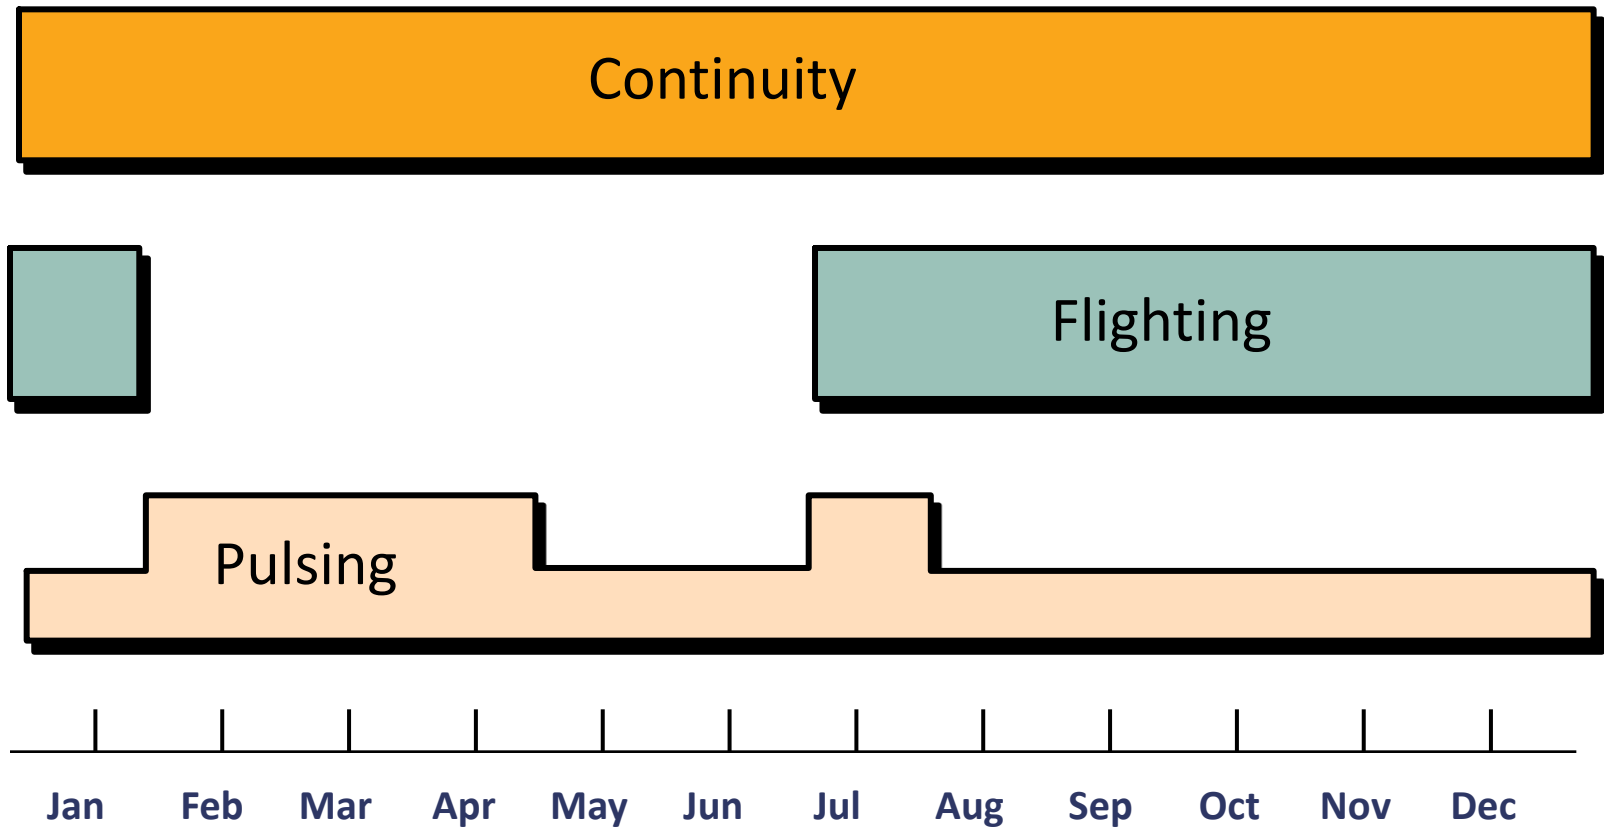 Continuity
Flighting
Pulsing
Jan Feb Mar Apr May Jun Jul Aug Sep Oct Nov Dec